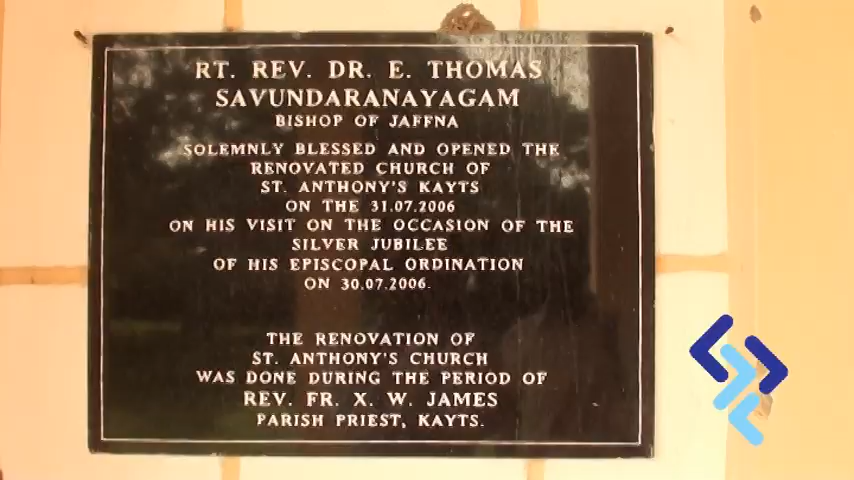 RT. REV. DR. E. THOMAS
SAVUNDARANAYAGAM
BISHOP OF JAFFNA
SOLEMNLY BLESSED AND OPENED THE
RENOVATED CHURCH OF
ST. ANTHONY'S KAYTS
ON THE 31.07.2006
ON HIS VISIT ON THE OCCASION OF THE
SILVER JUBILEE
OF HIS EPISCOPAL ORDINATION
ON 30.07.2006.
THE RENOVATION OF
ST. ANTHONY'S CHURCH
WAS DONE DURING THE PERIOD OF
REV. FR. X. W. JAMES
PARISH PRIEST, KAYTS.